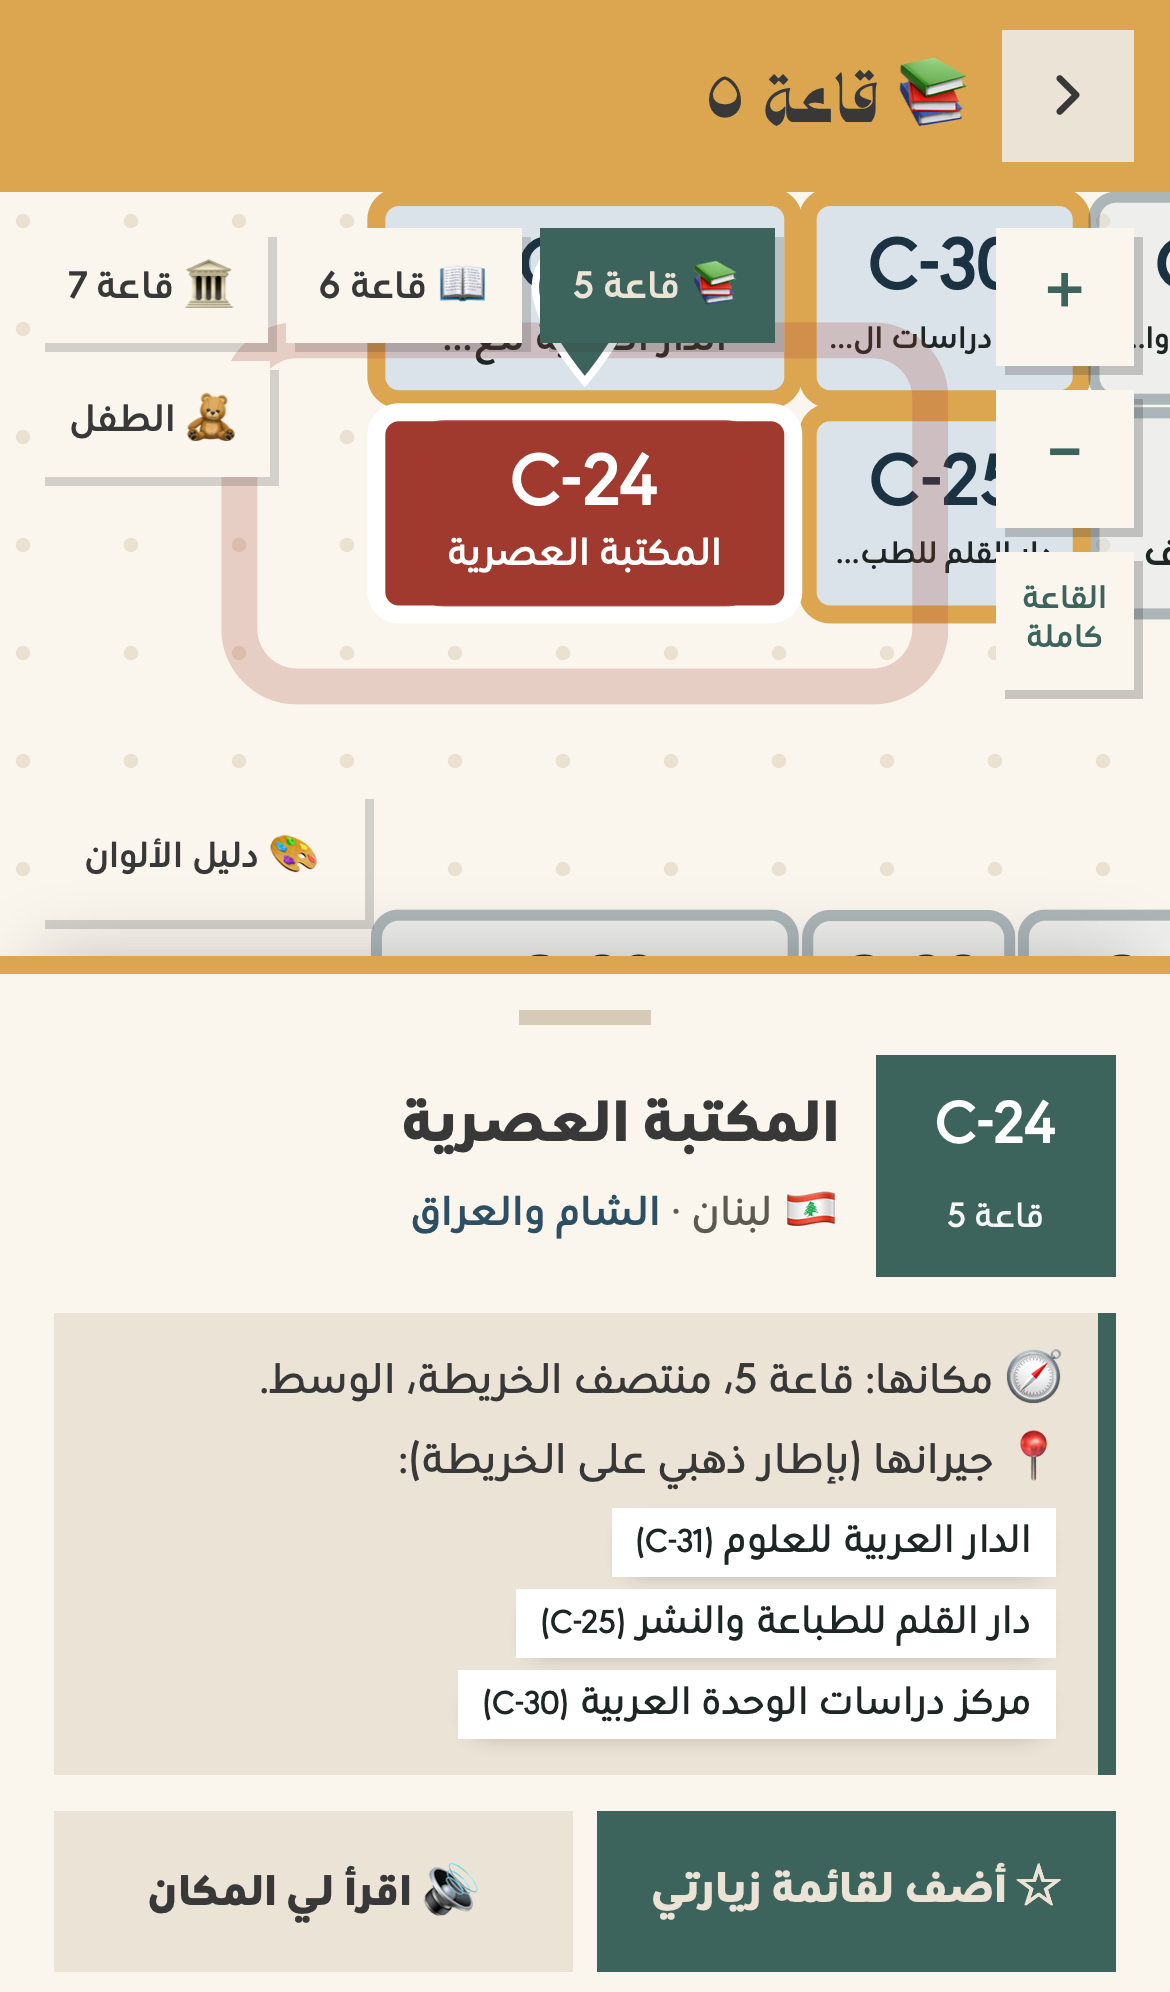 قاعة ٥
قاعة 5
قاعة 6
قاعة 7
الطفل
+
−
القاعة
كاملة
C-30
دراسات ال...
C-24
المكتبة العصرية
C-25
دار القلم للطب...
دليل الألوان
C-24
قاعة 5
المكتبة العصرية
لبنان · الشام والعراق
مكانها: قاعة 5، منتصف الخريطة، الوسط.
جيرانها (بإطار ذهبي على الخريطة):
الدار العربية للعلوم (C-31)
دار القلم للطباعة والنشر (C-25)
مركز دراسات الوحدة العربية (C-30)
☆ أضف لقائمة زيارتي
اقرأ لي المكان